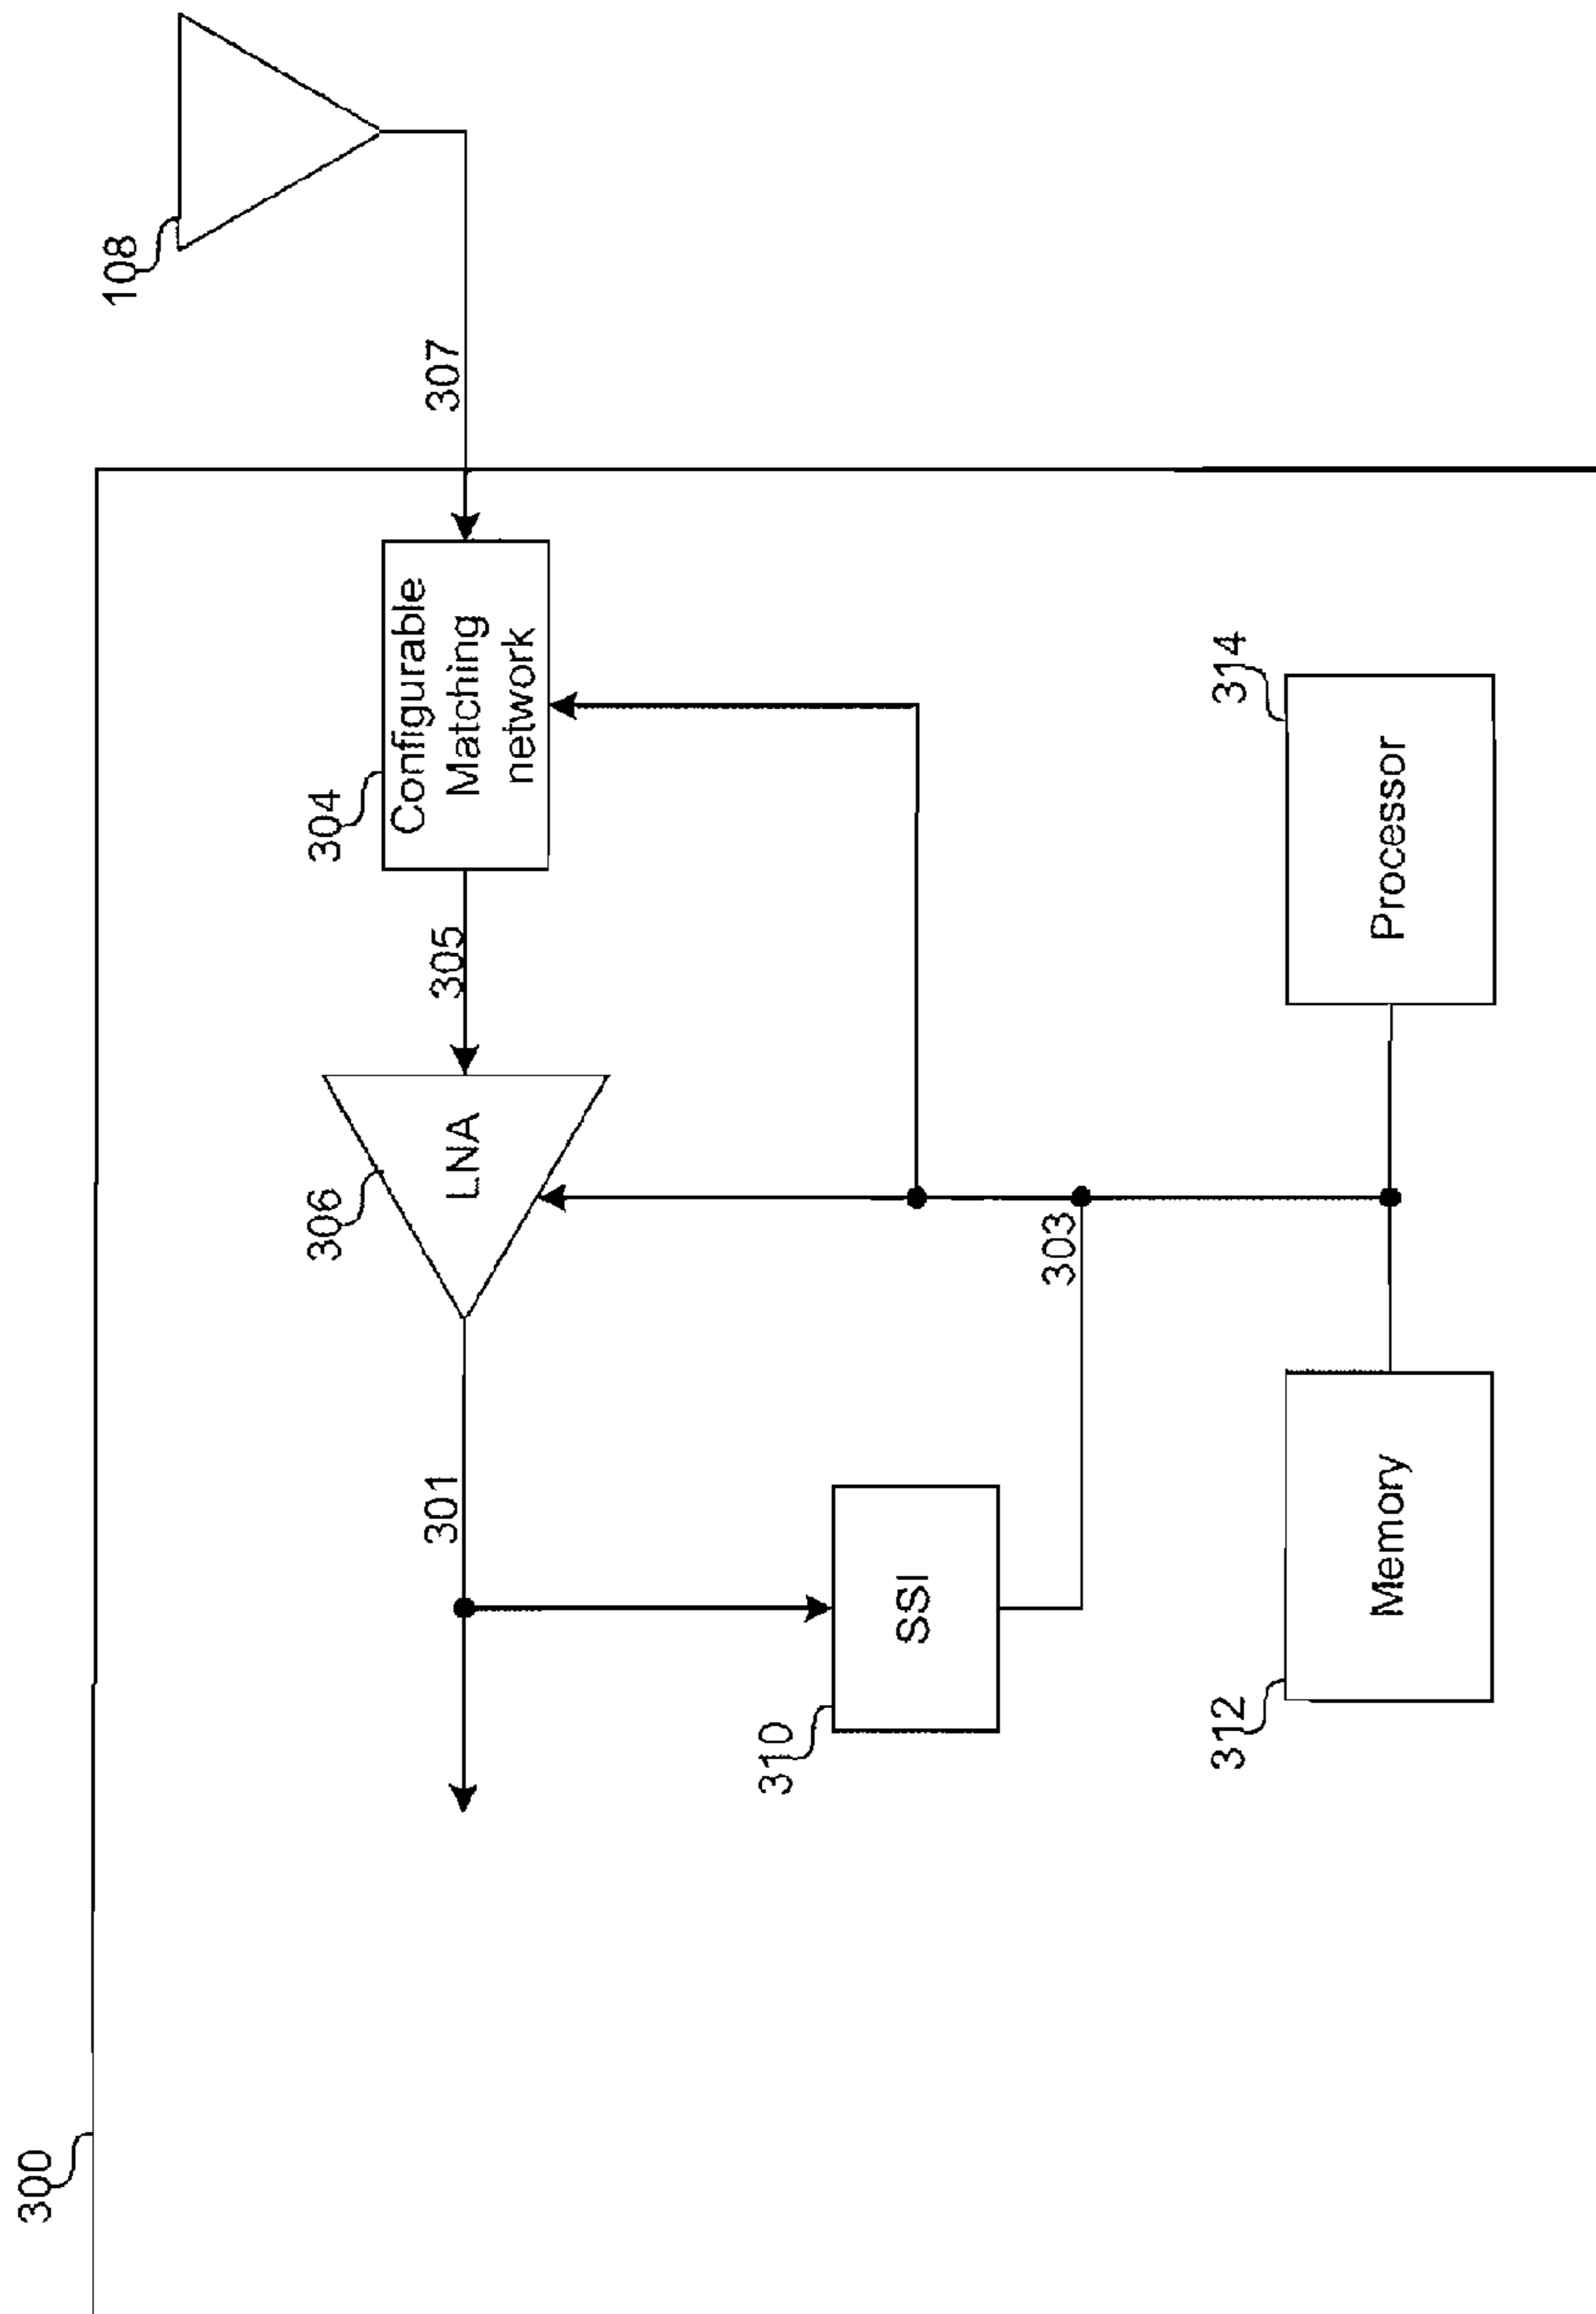 300
108
307
304
Configurable
Matching
network
305
306
LNA
301
303
310
SSI
314
Processor
312
Memory